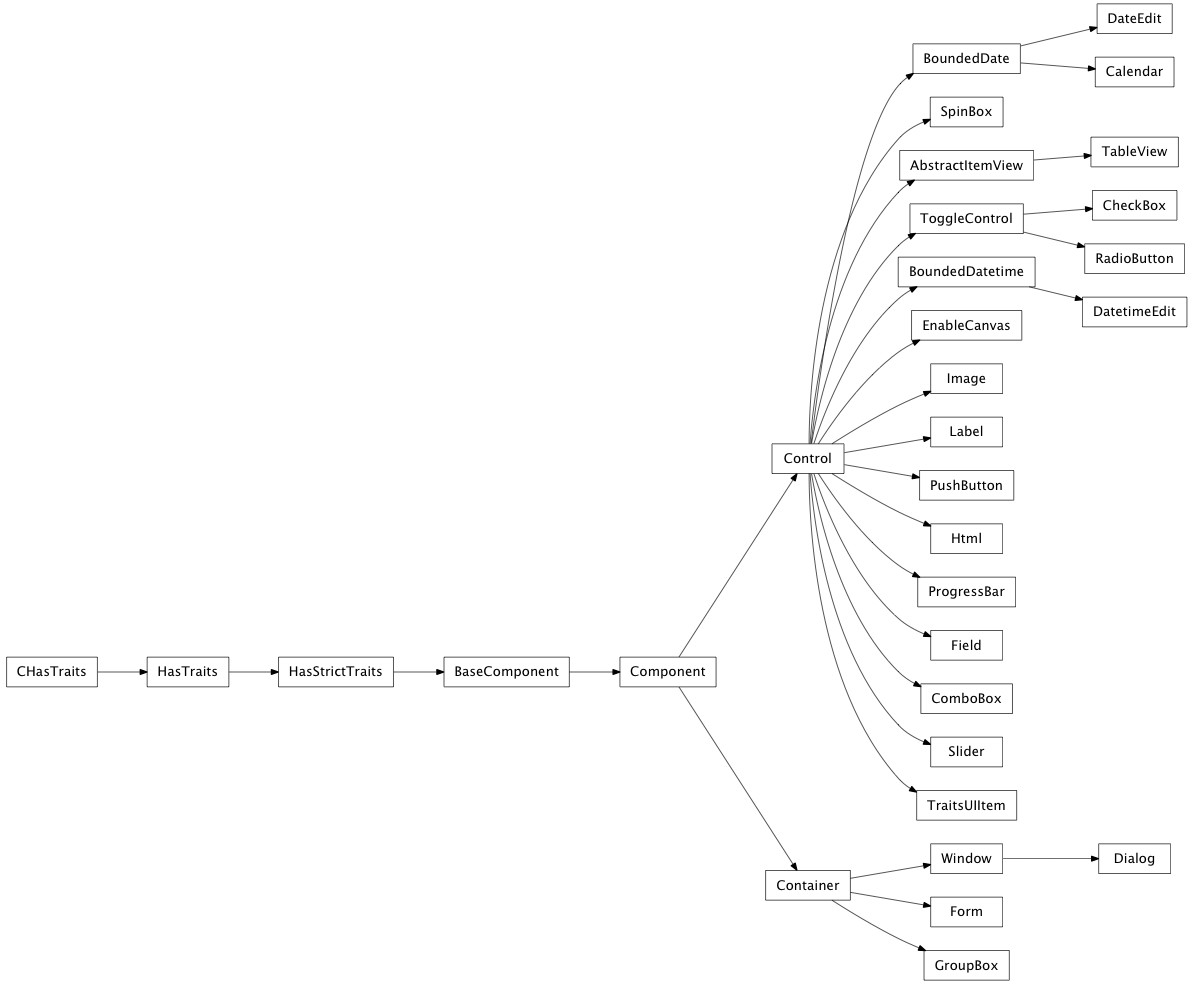 DateEdit
BoundedDate
Calendar
SpinBox
TableView
AbstractItemView
CheckBox
ToggleControl
RadioButton
BoundedDatetime
DatetimeEdit
EnableCanvas
Image
Label
Control
PushButton
Html
ProgressBar
Field
CHasTraits
HasTraits
HasStrictTraits
BaseComponent
Component
ComboBox
Slider
TraitsUIItem
Window
Dialog
Container
Form
GroupBox